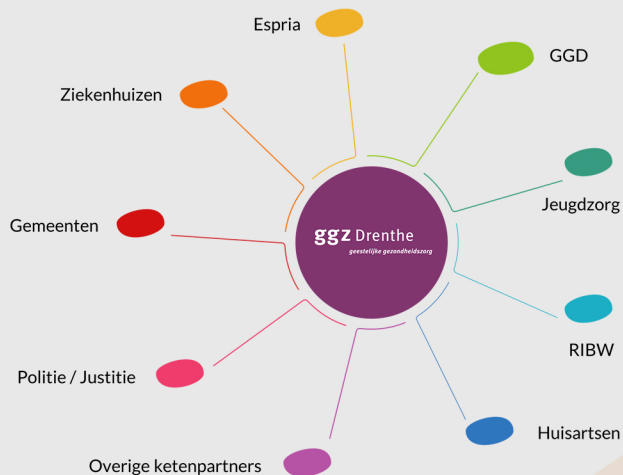 Espria
GGD
Ziekenhuizen
Jeugdzorg
Gemeenten
ggz Drenthe
geestelijke gezondheidszorg
RIBW
Politie / Justitie
Huisartsen
Overige ketenpartners